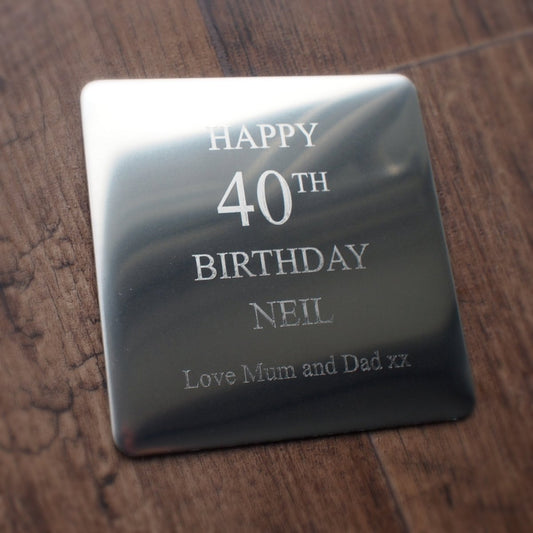 HAPPY
40TH
BIRTHDAY
NEIL
Love Mum and Dad xx